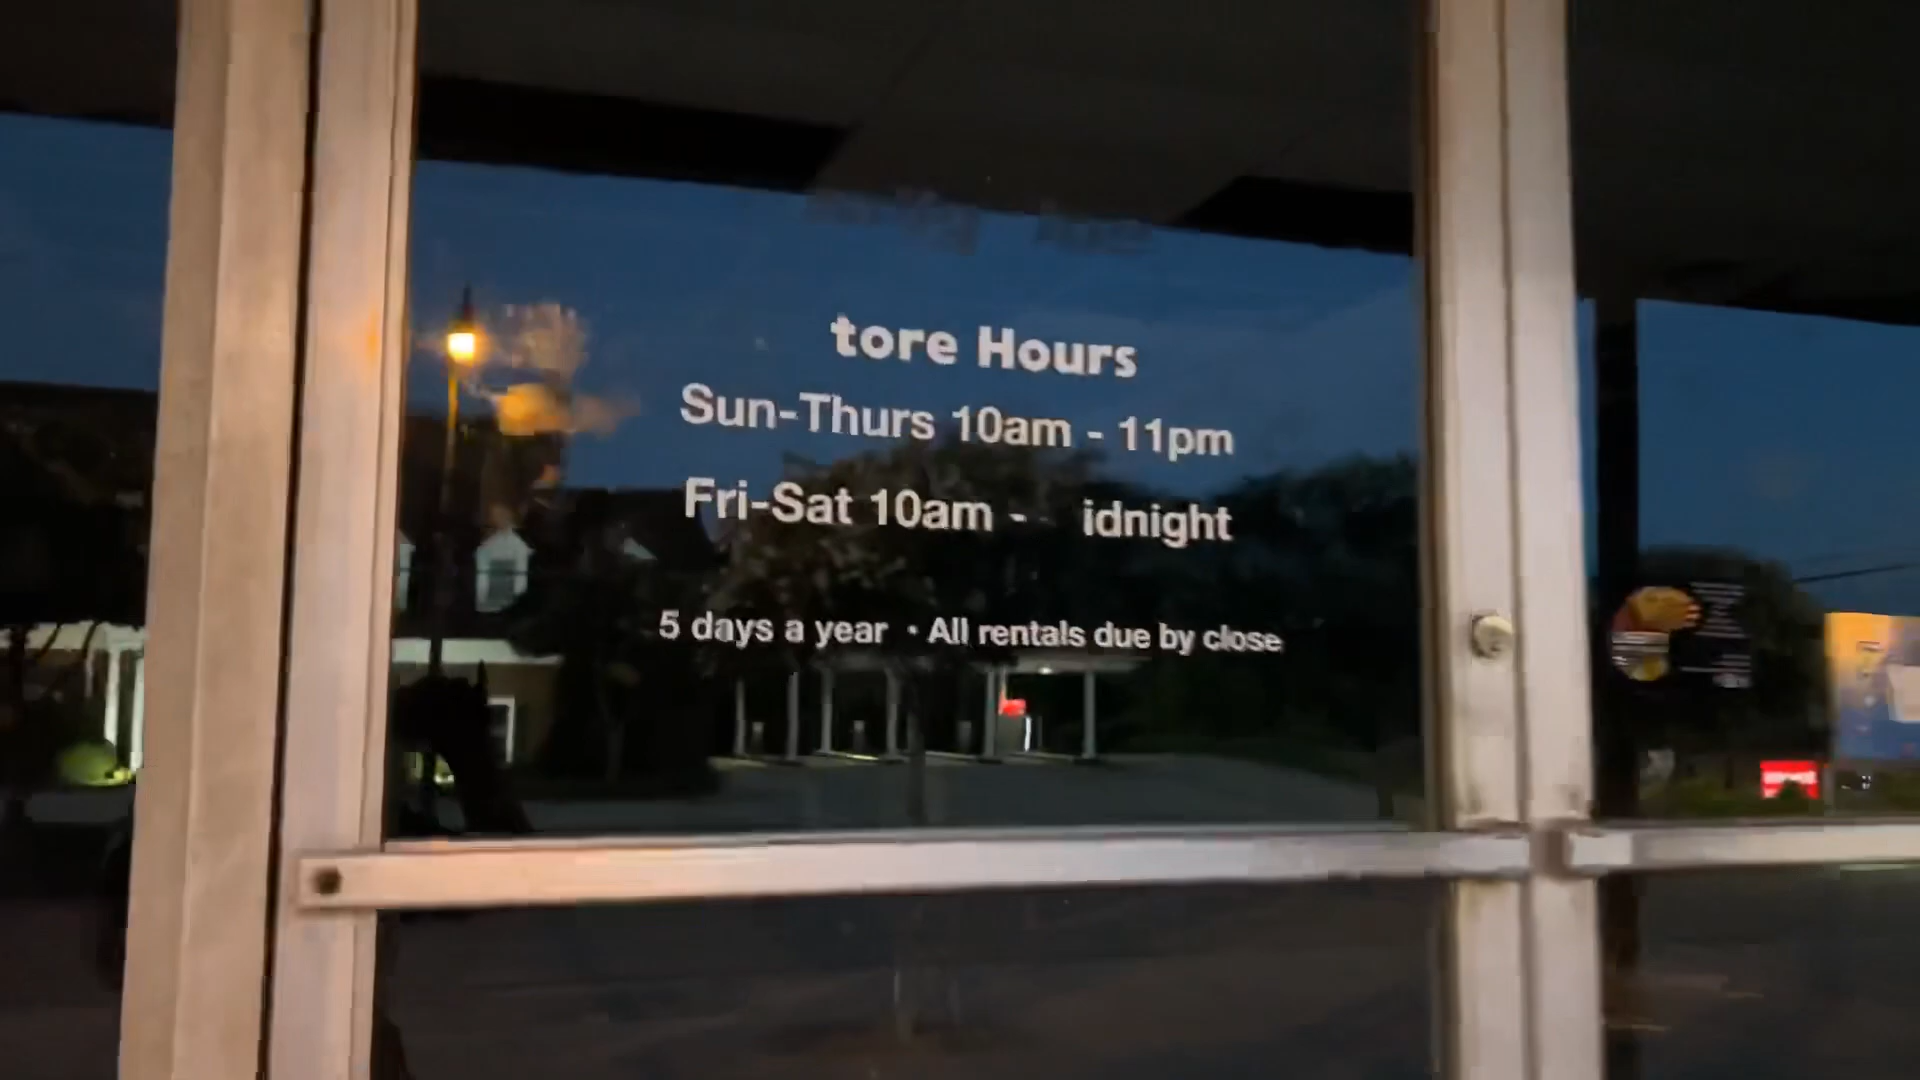 tore Hours
Sun-Thurs 10am - 11pm
Fri-Sat 10am - idnight
5 days a year • All rentals due by close